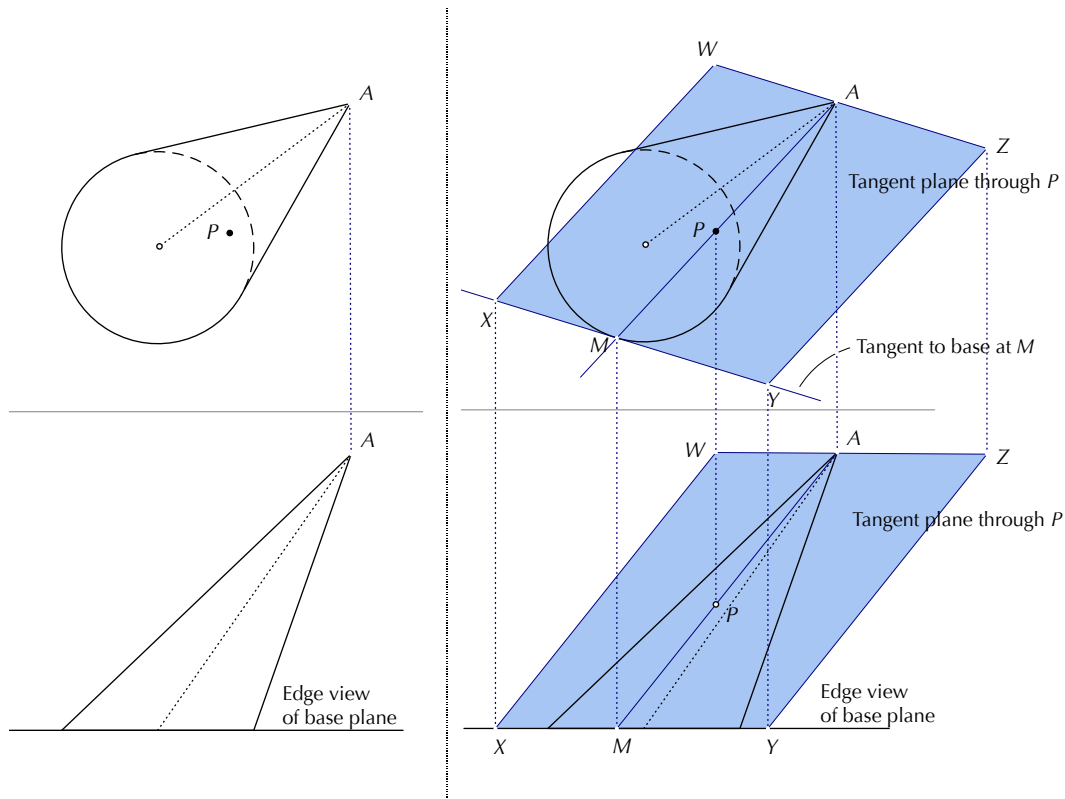 A
P
A
Edge view
of base plane
W
A
Z
Tangent plane through P
P
X
M
Tangent to base at M
Y
W
A
Z
Tangent plane through P
P
Edge view
of base plane
X
M
Y